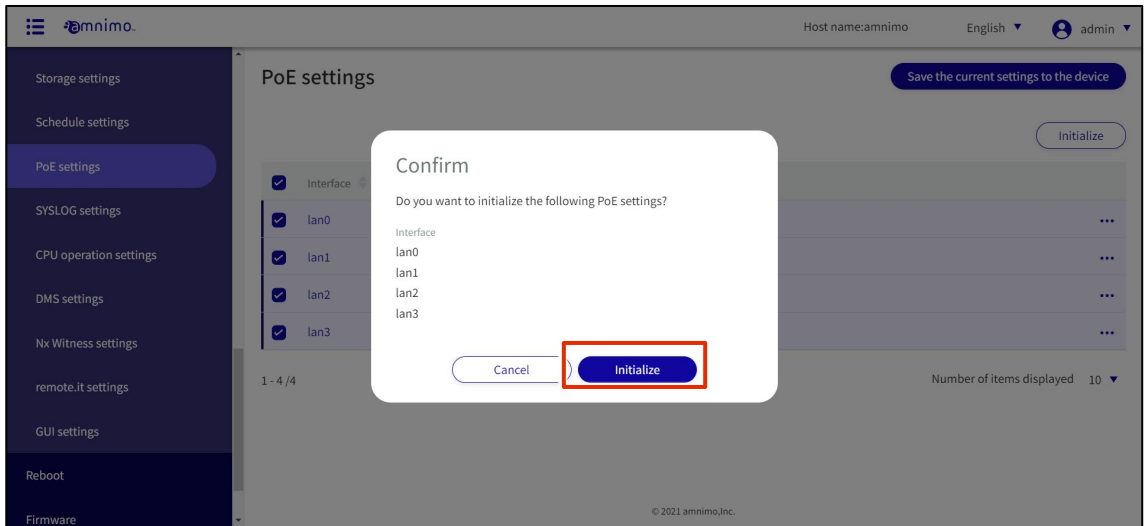 amnimo
Host name:amnimo
English
admin
Storage settings
Schedule settings
PoE settings
SYSLOG settings
CPU operation settings
DMS settings
Nx Witness settings
remote.it settings
GUI settings
Reboot
Firmware
PoE settings
Save the current settings to the device
Initialize
Interface
lan0
lan1
lan2
lan3
1 - 4 /4
Number of items displayed 10
Confirm
Do you want to initialize the following PoE settings?
Interface
lan0
lan1
lan2
lan3
Cancel
Initialize
© 2021 amnimo,Inc.